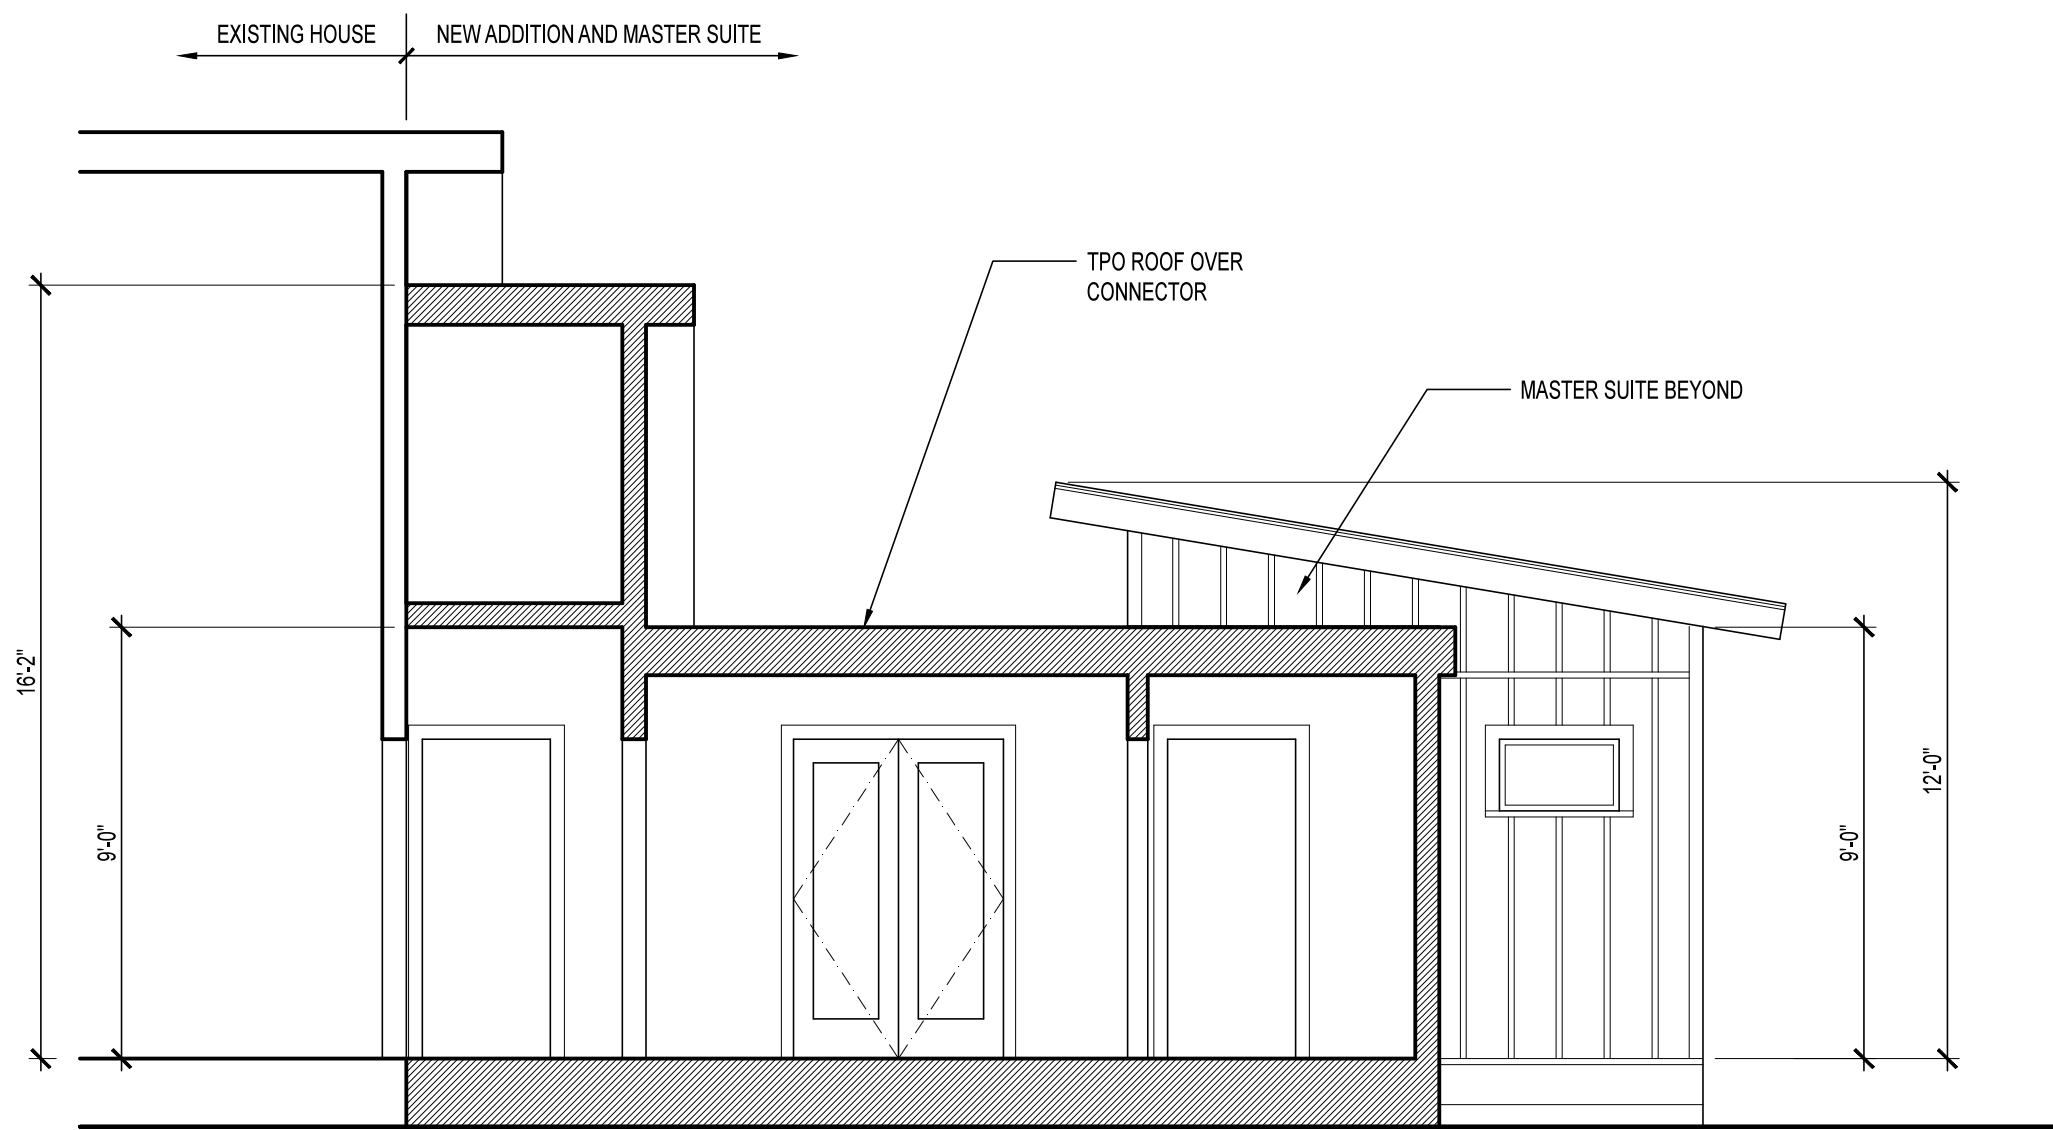 EXISTING HOUSE
NEW ADDITION AND MASTER SUITE
TPO ROOF OVER
CONNECTOR
MASTER SUITE BEYOND
16'-2"
9'-0"
12'-0"
9'-0"